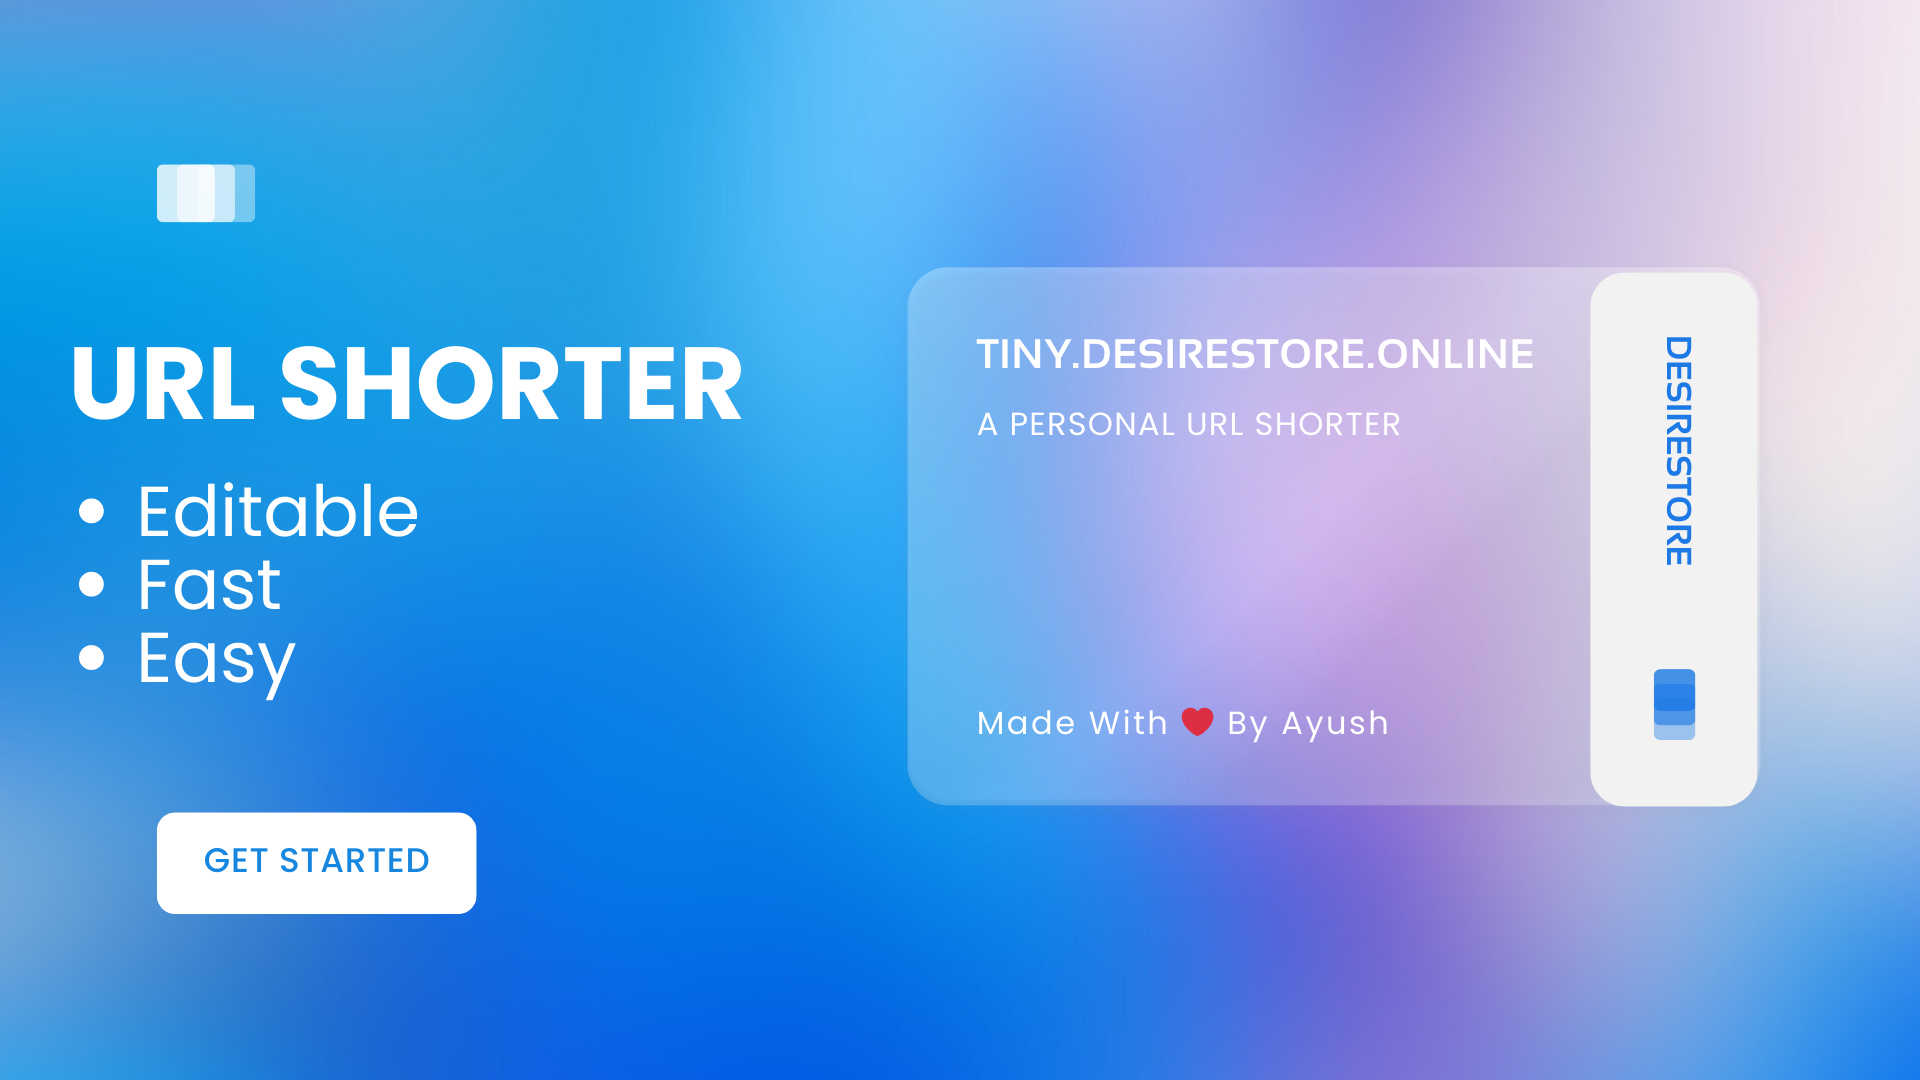 URL SHORTER
• Editable
• Fast
• Easy
GET STARTED
TINY.DESIRESTORE.ONLINE
A PERSONAL URL SHORTER
Made With ❤️ By Ayush
DESIRESTORE